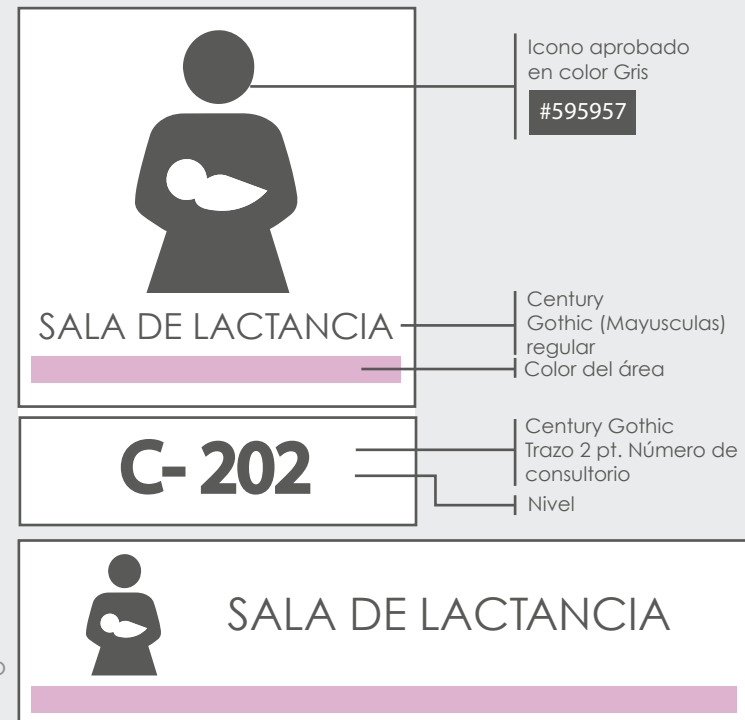 Icono aprobado
en color Gris
#595957
SALA DE LACTANCIA
Century
Gothic (Mayusculas)
regular
Color del área
C- 202
Century Gothic
Trazo 2 pt. Número de
consultorio
Nivel
SALA DE LACTANCIA